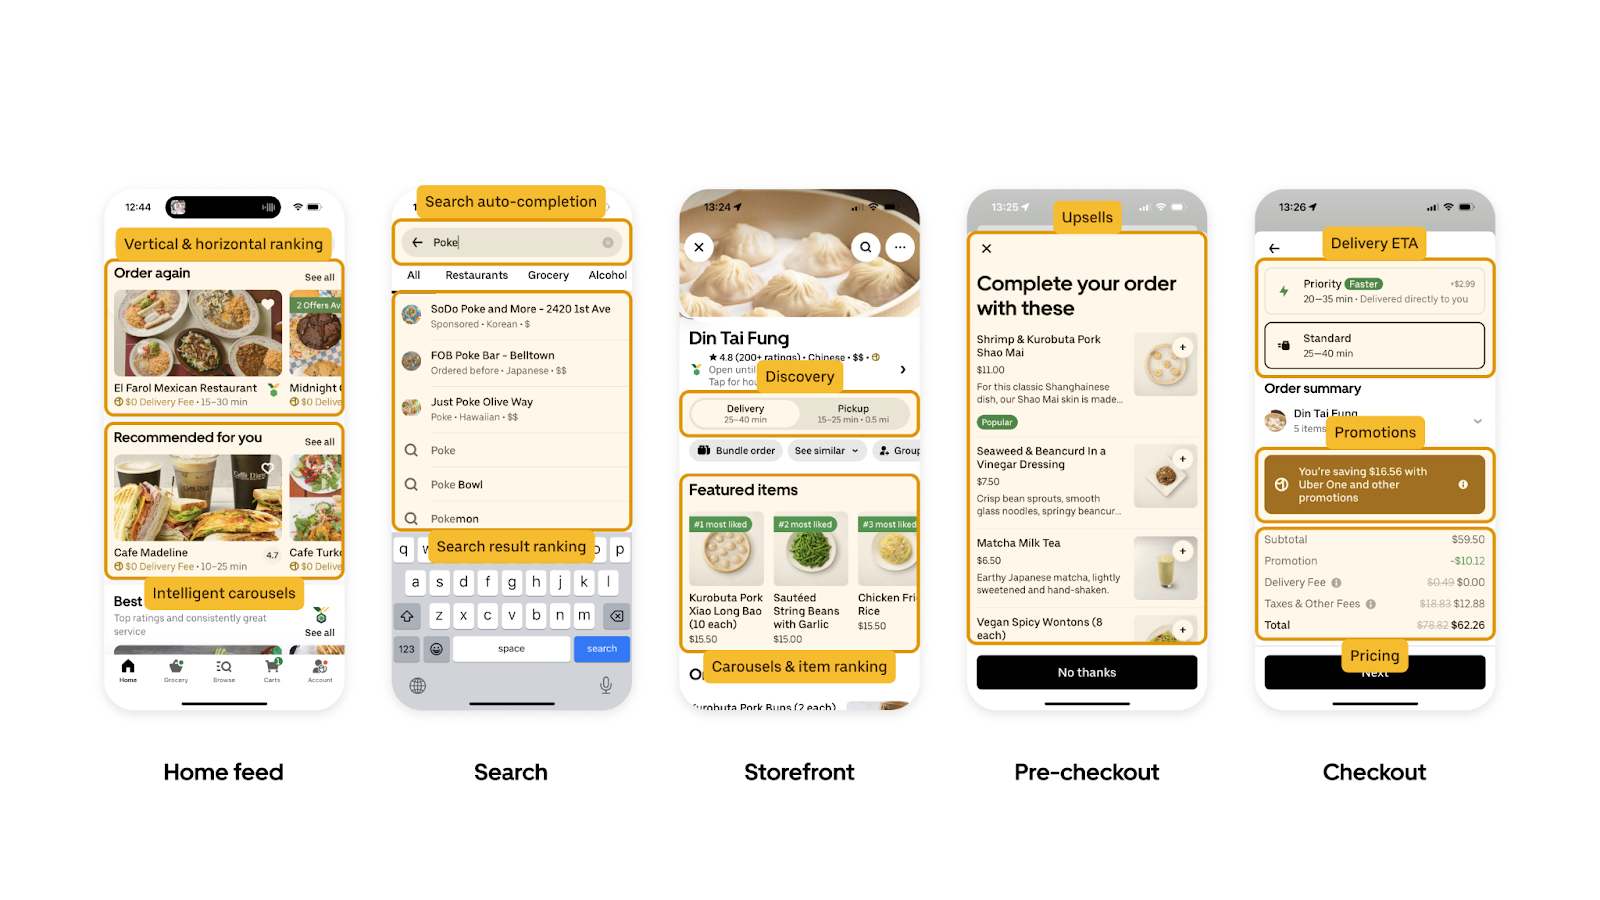 12:44
Vertical & horizontal ranking
Order again
See all
2 Offers Av
El Farol Mexican Restaurant
$0 Delivery Fee • 15–30 min
Midnight
$0 Delive
Recommended for you
See all
Cafe Madeline
4.7
$0 Delivery Fee • 10–25 min
Cafe Turk
$0 Delive
Intelligent carousels
Best
Top ratings and consistently great
service
See all
Home
Grocery
Browse
1
Carts
Account
Home feed
Search auto-completion
Poke
All
Restaurants
Grocery
Alcohol
SoDo Poke and More - 2420 1st Ave
Sponsored • Korean • $
FOB Poke Bar - Belltown
Ordered before • Japanese • $$
Just Poke Olive Way
Poke • Hawaiian • $$
Poke
Poke Bowl
Pokemon
Search result ranking
q
p
a s d f g h j k l
z x c v b n m
123
space
search
Search
13:24
Din Tai Fung
4.8 (200+ ratings) • Chinese • $$ •
Open until
Tap for hou
Discovery
Delivery
25–40 min
Pickup
15–25 min • 0.5 mi
Bundle order
See similar
Group
Featured items
#1 most liked
#2 most liked
#3 most liked
Kurobuta Pork
Xiao Long Bao
(10 each)
$15.50
Sautéed
String Beans
with Garlic
$15.00
Chicken Fri
Rice
$15.50
Carousels & item ranking
Kurobuta Pork Buns (2 each)
Storefront
13:25
Upsells
Complete your order
with these
Shrimp & Kurobuta Pork
Shao Mai
$11.00
For this classic Shanghainese
dish, our Shao Mai skin is made...
Popular
Seaweed & Beancurd In a
Vinegar Dressing
$7.50
Crisp bean sprouts, smooth
glass noodles, springy beancur...
Matcha Milk Tea
$6.50
Earthy Japanese matcha, lightly
sweetened and hand-shaken.
Vegan Spicy Wontons (8
each)
No thanks
Pre-checkout
13:26
Delivery ETA
Priority
Faster
+$2.99
20–35 min • Delivered directly to you
Standard
25–40 min
Order summary
Din Tai Fung
5 items
Promotions
You're saving $16.56 with
Uber One and other
promotions
Subtotal
$59.50
Promotion
-$10.12
Delivery Fee
$0.49 $0.00
Taxes & Other Fees
$18.83 $12.88
Total
$78.82 $62.26
Pricing
Next
Checkout